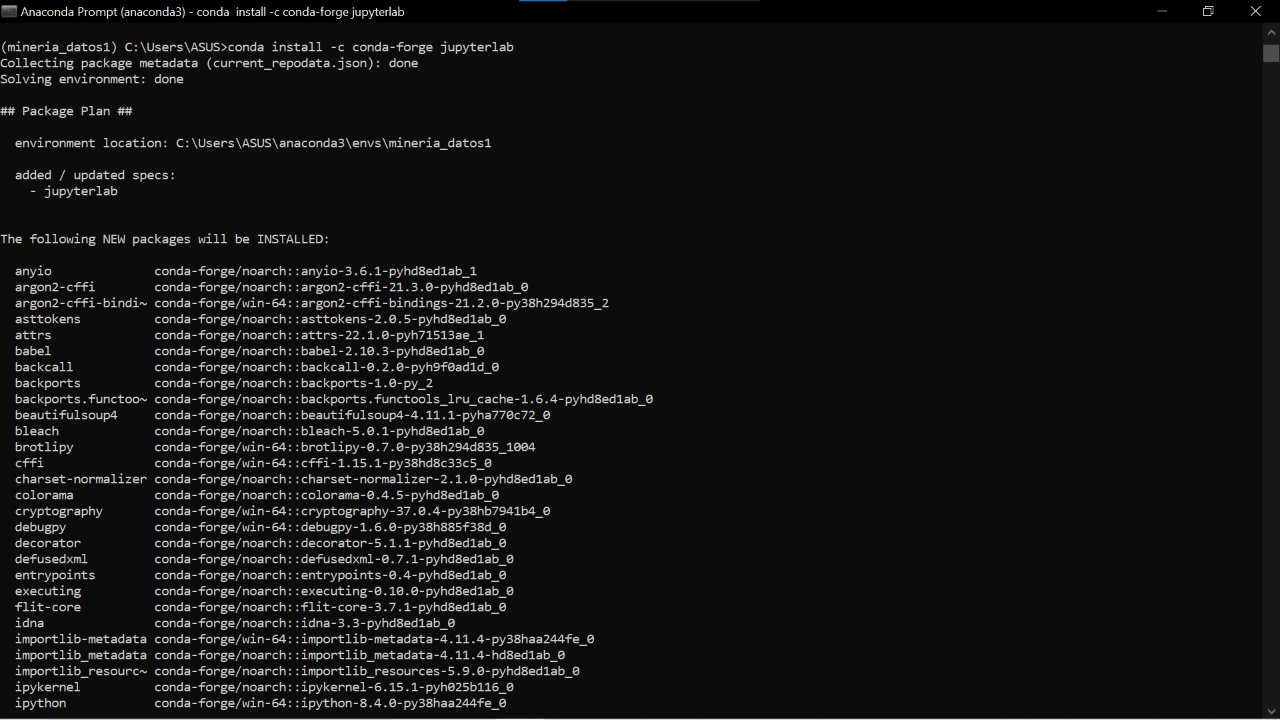 Anaconda Prompt (anaconda3) - conda  install -c conda-forge jupyterlab
(mineria_datos1) C:\Users\ASUS>conda install -c conda-forge jupyterlab
Collecting package metadata (current_repodata.json): done
Solving environment: done
## Package Plan ##
environment location: C:\Users\ASUS\anaconda3\envs\mineria_datos1
added / updated specs:
- jupyterlab
The following NEW packages will be INSTALLED:
anyio conda-forge/noarch::anyio-3.6.1-pyhd8ed1ab_1
argon2-cffi conda-forge/noarch::argon2-cffi-21.3.0-pyhd8ed1ab_0
argon2-cffi-bindi~ conda-forge/win-64::argon2-cffi-bindings-21.2.0-py38h294d835_2
asttokens conda-forge/noarch::asttokens-2.0.5-pyhd8ed1ab_0
attrs conda-forge/noarch::attrs-22.1.0-pyh71513ae_1
babel conda-forge/noarch::babel-2.10.3-pyhd8ed1ab_0
backcall conda-forge/noarch::backcall-0.2.0-pyh9f0ad1d_0
backports conda-forge/noarch::backports-1.0-py_2
backports.functoo~ conda-forge/noarch::backports.functools_lru_cache-1.6.4-pyhd8ed1ab_0
beautifulsoup4 conda-forge/noarch::beautifulsoup4-4.11.1-pyha770c72_0
bleach conda-forge/noarch::bleach-5.0.1-pyhd8ed1ab_0
brotlipy conda-forge/win-64::brotlipy-0.7.0-py38h294d835_1004
cffi conda-forge/win-64::cffi-1.15.1-py38hd8c33c5_0
charset-normalizer conda-forge/noarch::charset-normalizer-2.1.0-pyhd8ed1ab_0
colorama conda-forge/noarch::colorama-0.4.5-pyhd8ed1ab_0
cryptography conda-forge/win-64::cryptography-37.0.4-py38hb7941b4_0
debugpy conda-forge/win-64::debugpy-1.6.0-py38h885f38d_0
decorator conda-forge/noarch::decorator-5.1.1-pyhd8ed1ab_0
defusedxml conda-forge/noarch::defusedxml-0.7.1-pyhd8ed1ab_0
entrypoints conda-forge/noarch::entrypoints-0.4-pyhd8ed1ab_0
executing conda-forge/noarch::executing-0.10.0-pyhd8ed1ab_0
flit-core conda-forge/noarch::flit-core-3.7.1-pyhd8ed1ab_0
idna conda-forge/noarch::idna-3.3-pyhd8ed1ab_0
importlib-metadata conda-forge/win-64::importlib-metadata-4.11.4-py38haa244fe_0
importlib_metadata conda-forge/noarch::importlib_metadata-4.11.4-hd8ed1ab_0
importlib_resourc~ conda-forge/noarch::importlib_resources-5.9.0-pyhd8ed1ab_0
ipykernel conda-forge/noarch::ipykernel-6.15.1-pyh025b116_0
ipython conda-forge/win-64::ipython-8.4.0-py38haa244fe_0